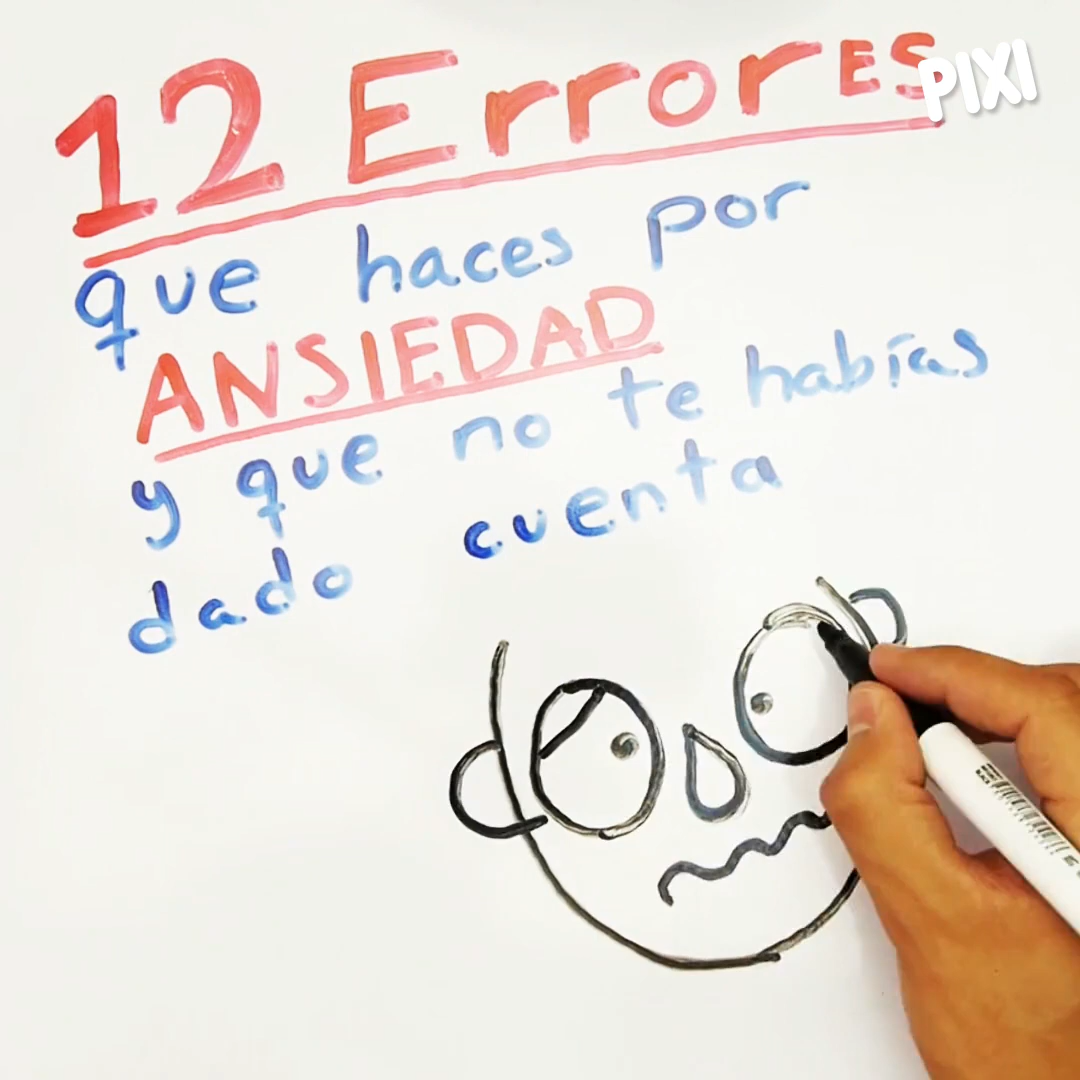 12 ErrorES
PIXI
que haces por
ANSIEDAD
y que no te habías
dado cuenta